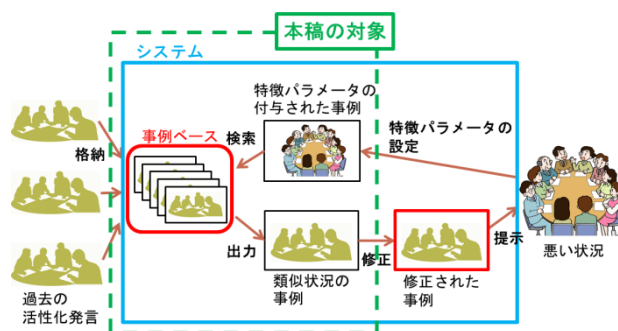 本稿の対象
システム
特徴パラメータの
付与された事例
事例ベース
検索
特徴パラメータの
設定
格納
出力
類似状況の
事例
修正
修正された
事例
提示
悪い状況
過去の
活性化発言